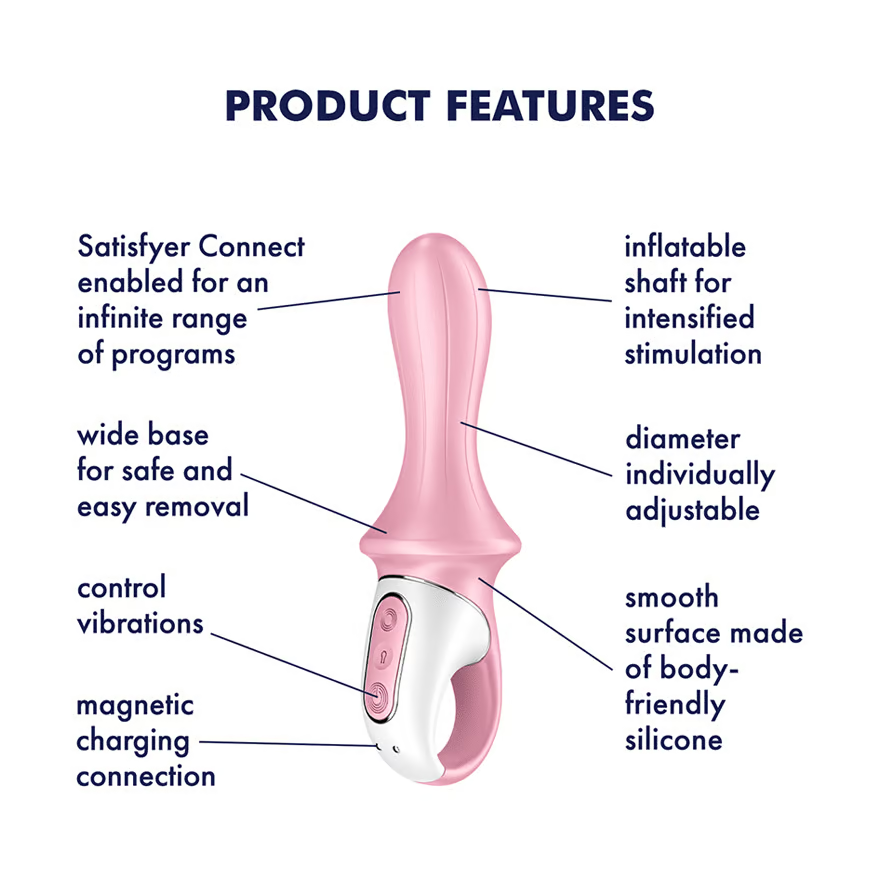 PRODUCT FEATURES
Satisfyer Connect
enabled for an
infinite range
of programs
wide base
for safe and
easy removal
control
vibrations
magnetic
charging
connection
inflatable
shaft for
intensified
stimulation
diameter
individually
adjustable
smooth
surface made
of body-
friendly
silicone